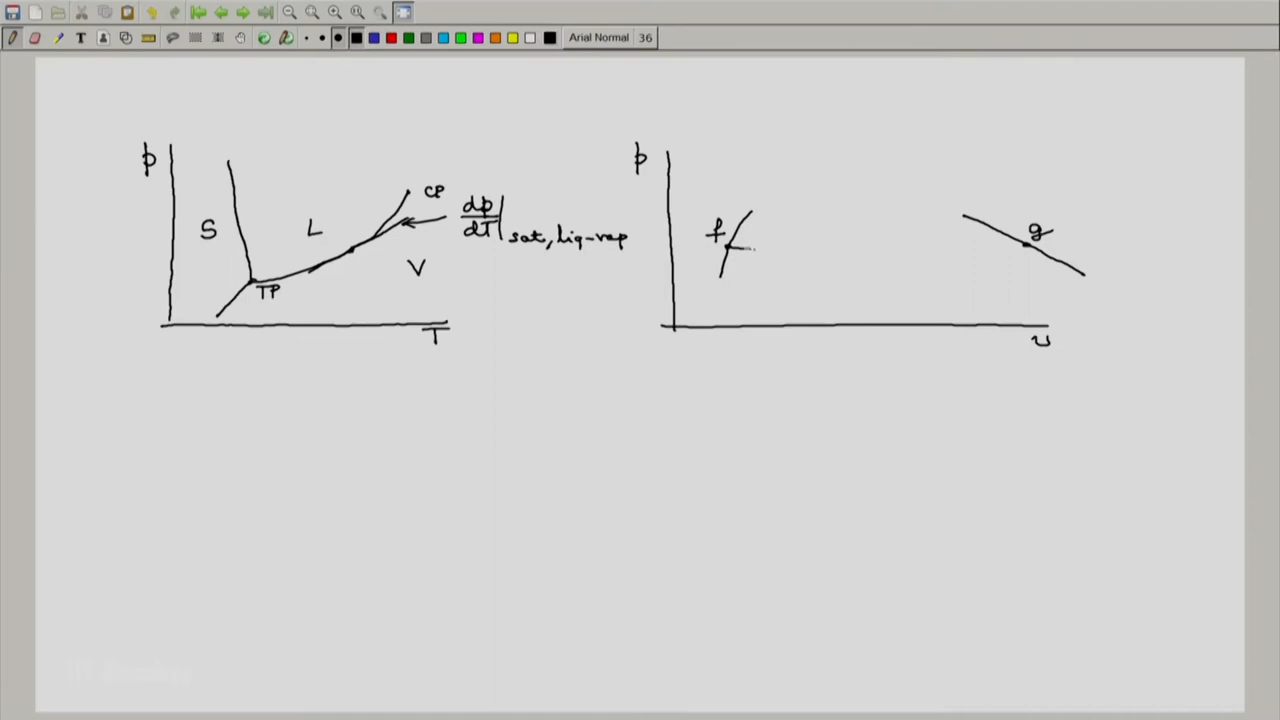 Arial Normal 36
p
S
L
CP
dp
dT sat, liq-vap
V
TP
T
p
f
g
v